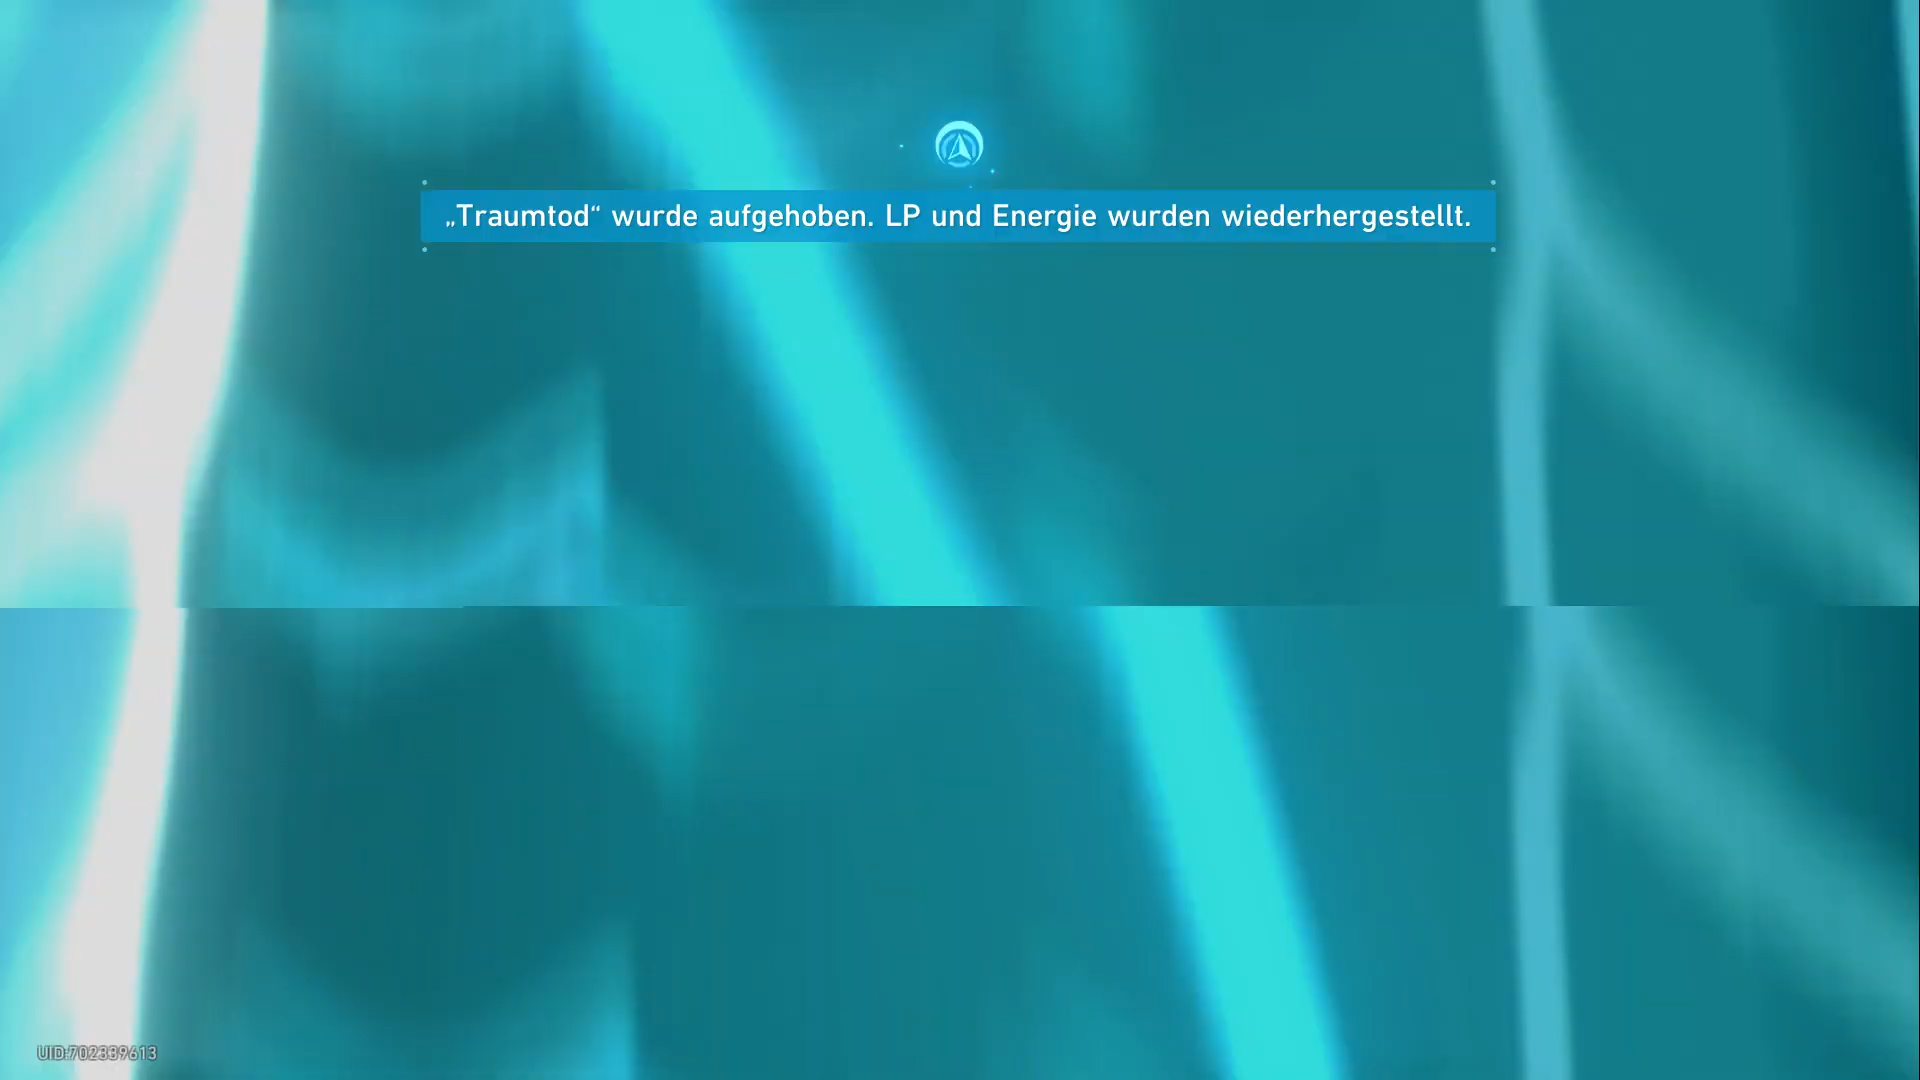 „Traumtod“ wurde aufgehoben. LP und Energie wurden wiederhergestellt.
UID:702339613